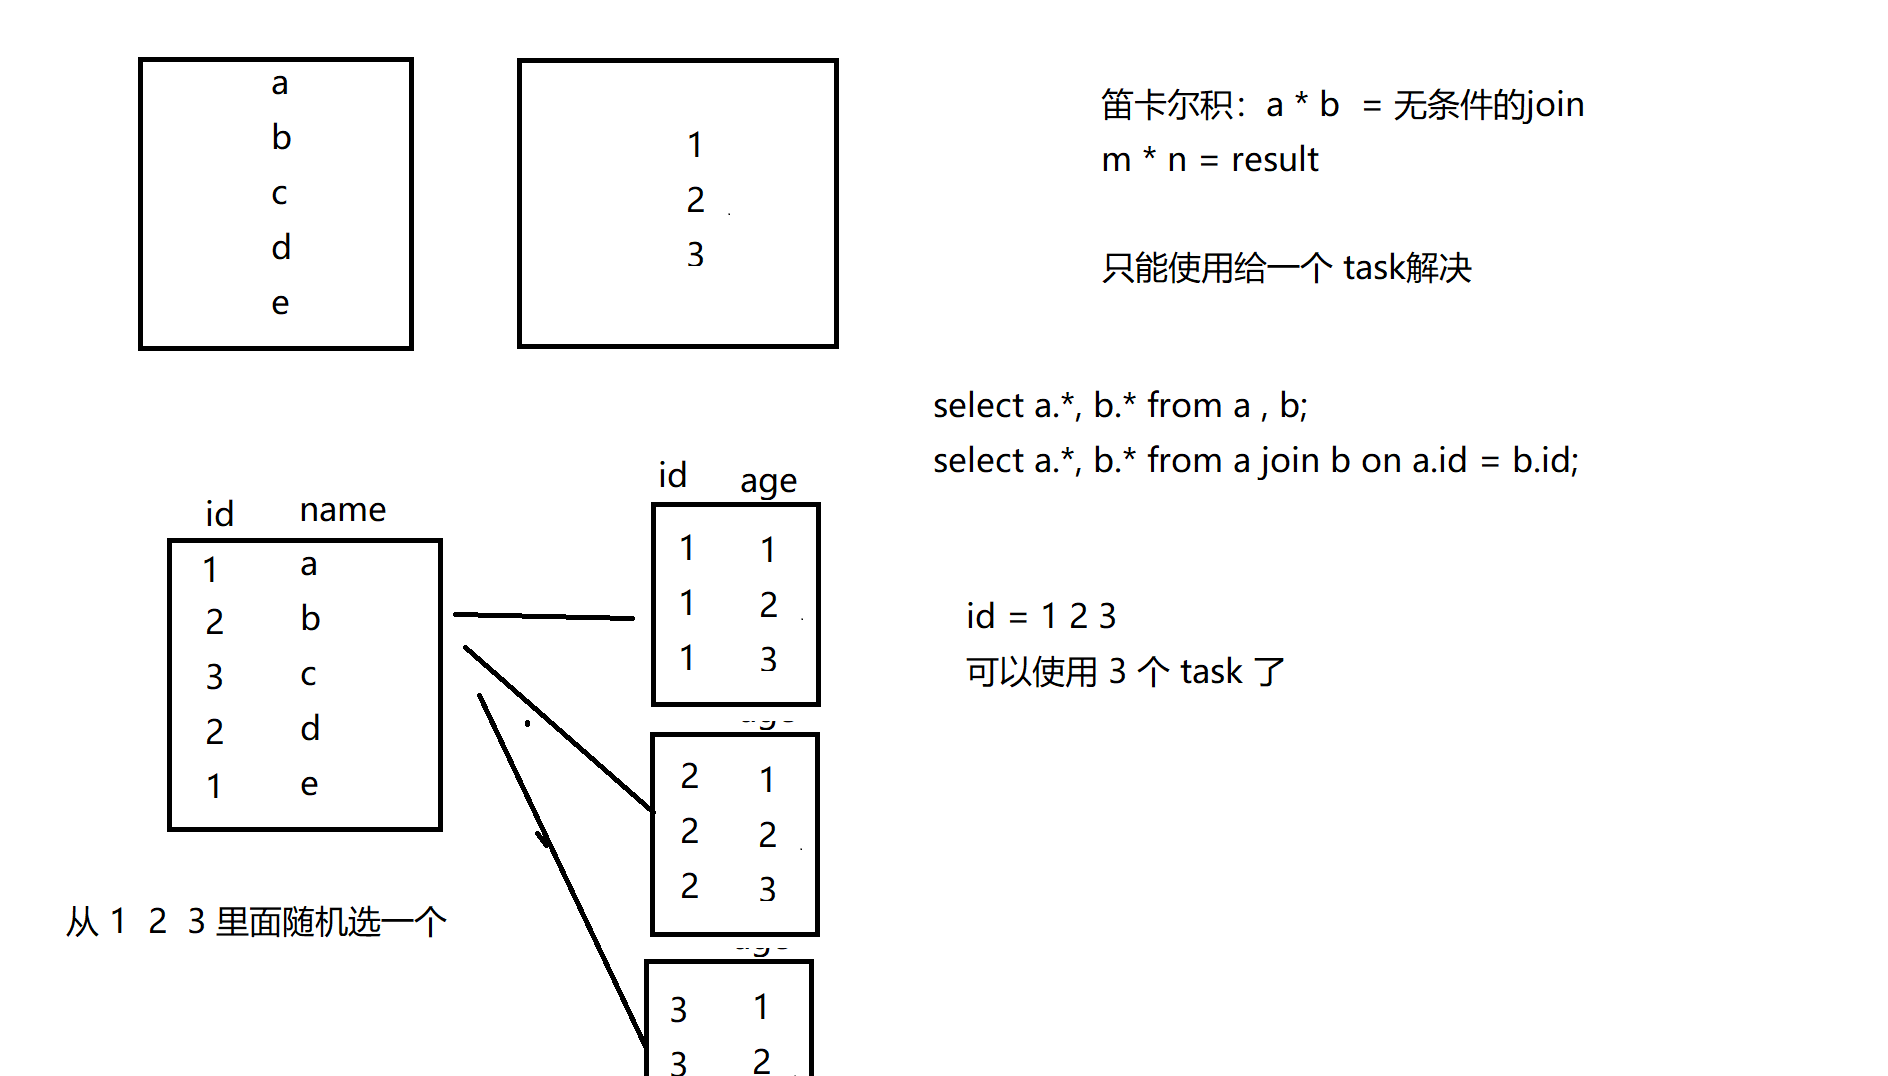 a
b
c
d
e
1
2
3
笛卡尔积：a * b = 无条件的join
m * n = result
只能使用给一个 task解决
select a.*, b.* from a , b;
select a.*, b.* from a join b on a.id = b.id;
id name
1 a
2 b
3 c
2 d
1 e
从 1 2 3 里面随机选一个
id age
1 1
1 2
1 3
age
2 1
2 2
2 3
age
3 1
3 2
id = 1 2 3
可以使用 3 个 task 了